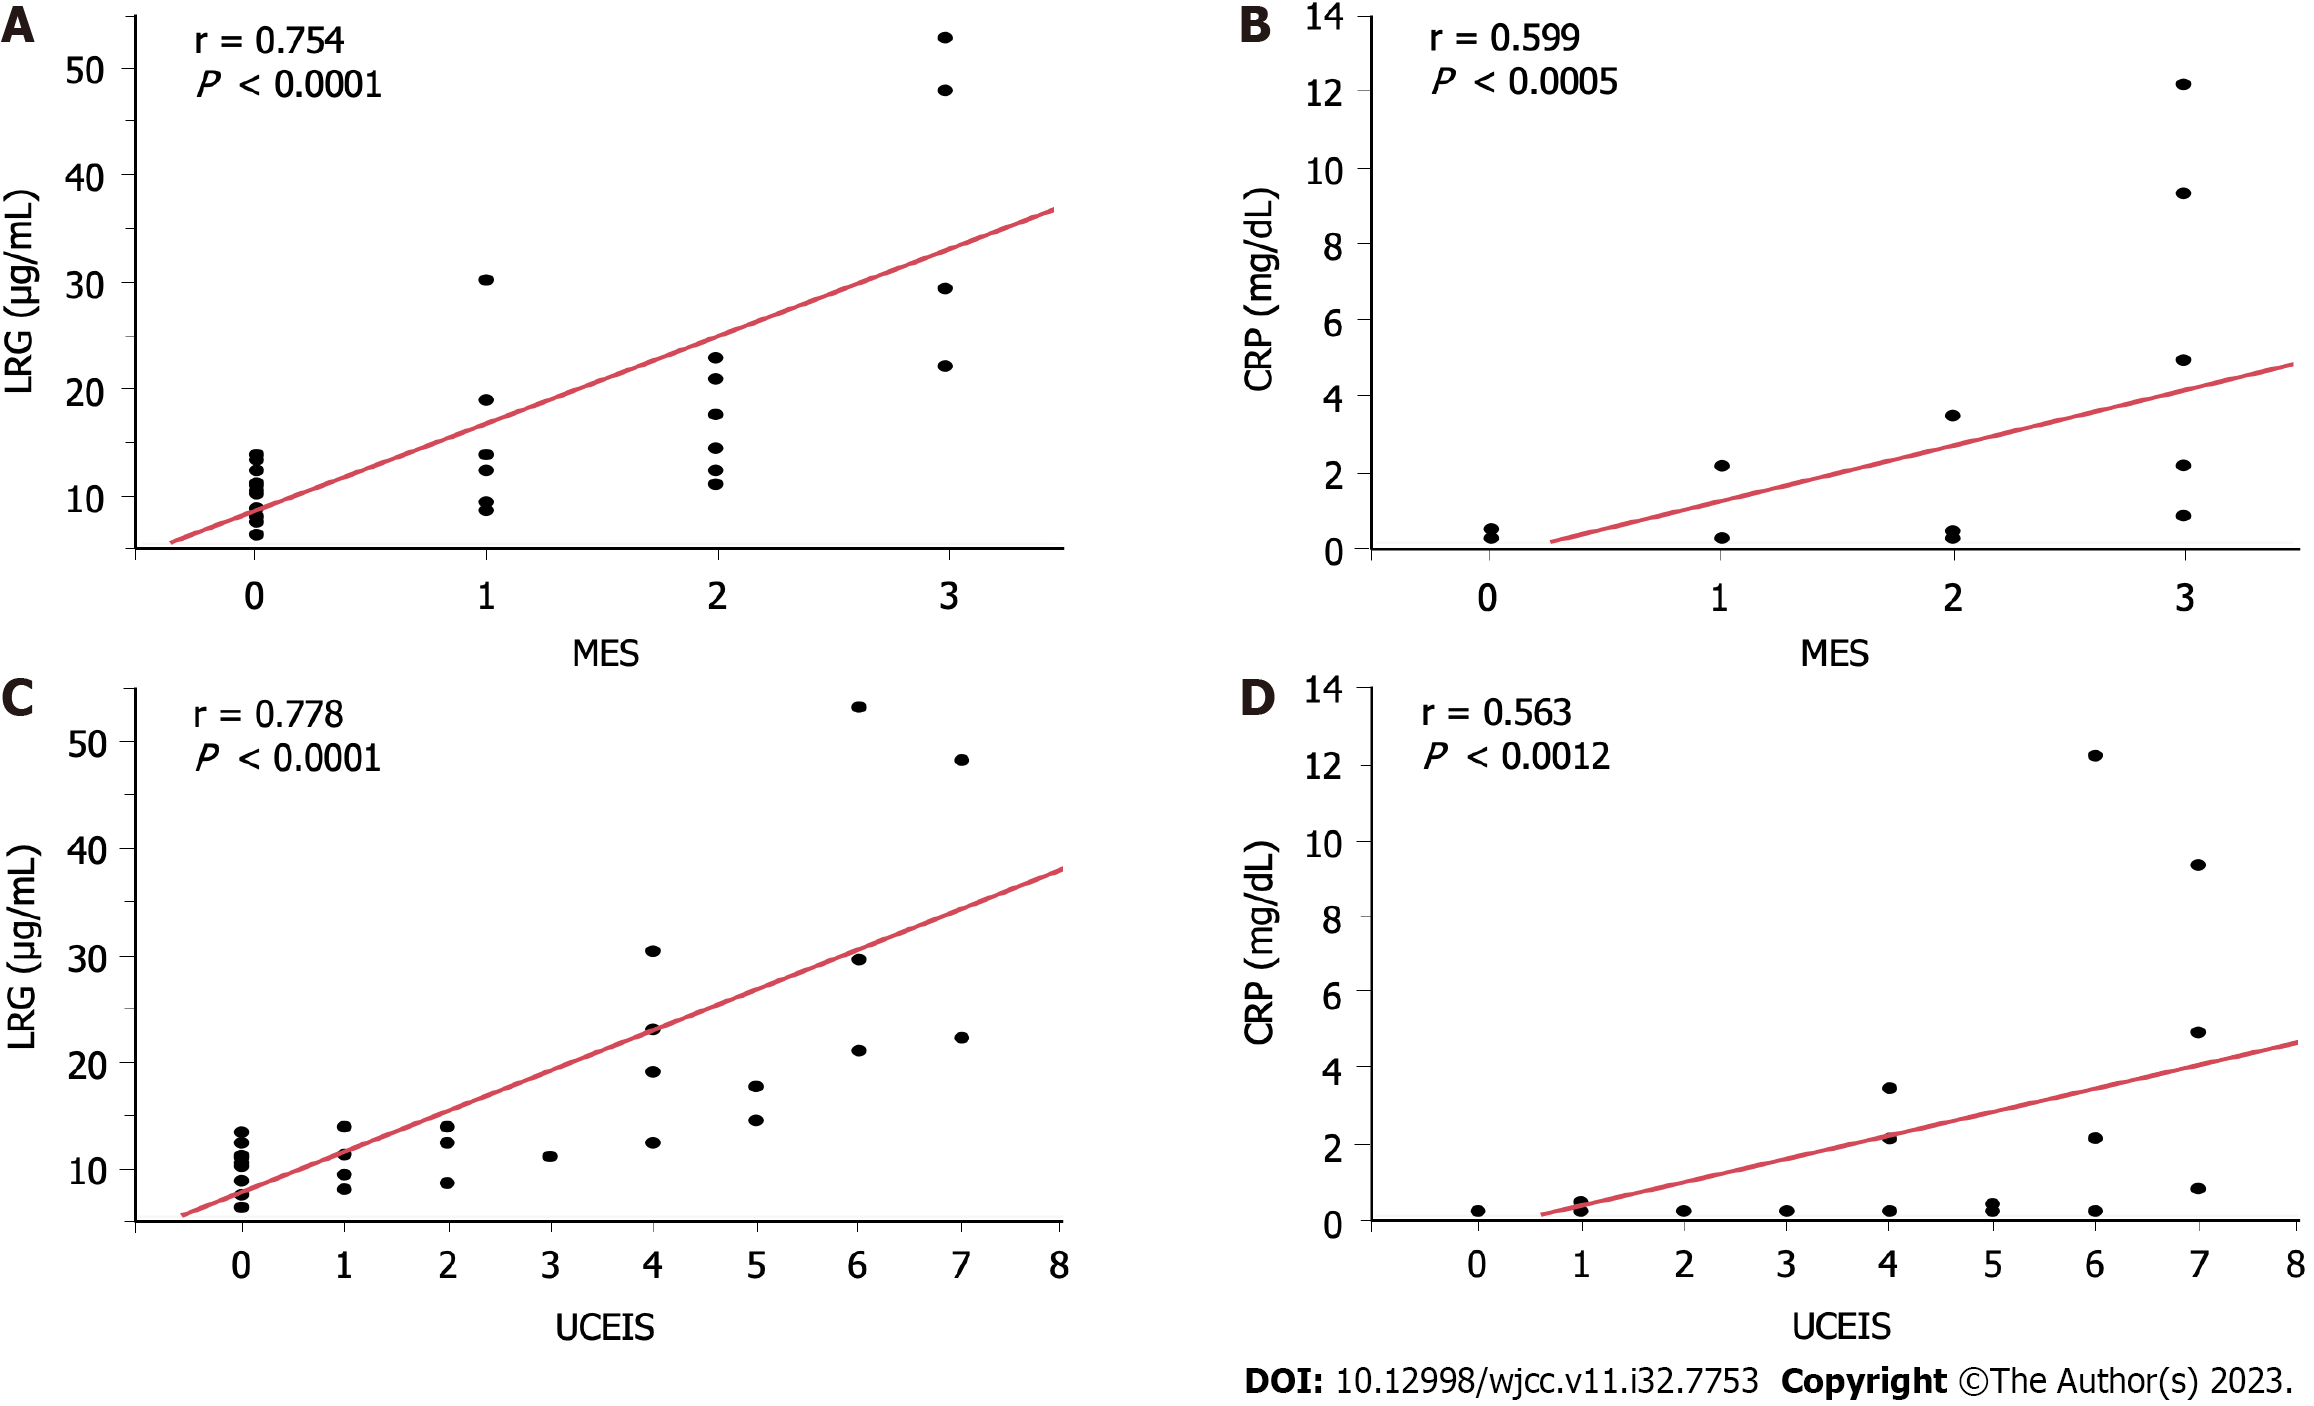 A
r = 0.754
P < 0.0001
LRG (µg/mL)
50
40
30
20
10
0 1 2 3
MES
B
r = 0.599
P < 0.0005
CRP (mg/dL)
14
12
10
8
6
4
2
0
0 1 2 3
MES
C
r = 0.778
P < 0.0001
LRG (µg/mL)
50
40
30
20
10
0 1 2 3 4 5 6 7 8
UCEIS
D
r = 0.563
P < 0.0012
CRP (mg/dL)
14
12
10
8
6
4
2
0
0 1 2 3 4 5 6 7 8
UCEIS
DOI: 10.12998/wjcc.v11.i32.7753 Copyright ©The Author(s) 2023.